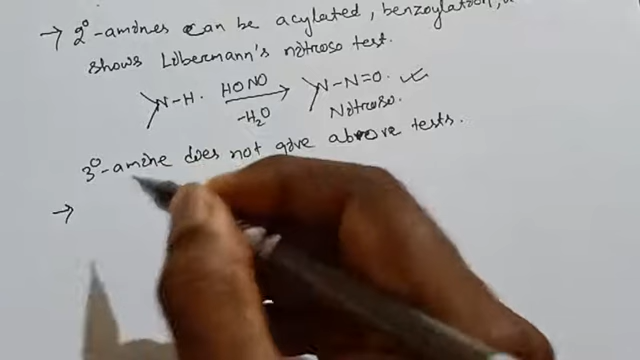 → 2°-amines can be acylated, benzoylation,
shows Libermann's nitroso test.
N-H. HONO -H₂O → N-N=O. ✓
Nitroso.
3°-amine does not give above tests.
→